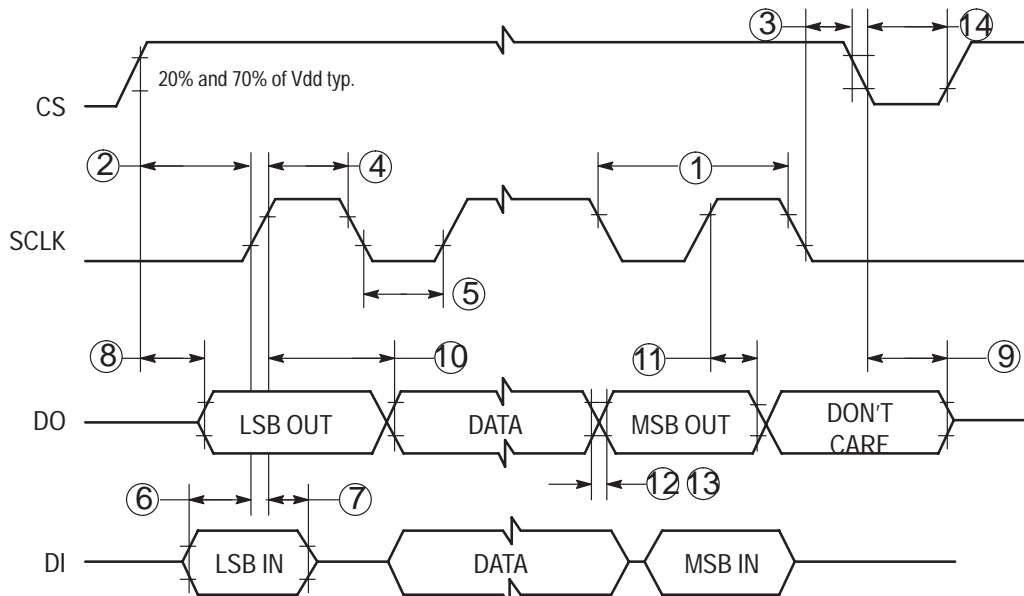 ③
⑭
20% and 70% of Vdd typ.
CS
②
④
①
SCLK
⑤
⑧
⑩
⑪
⑨
DO
LSB OUT
DATA
MSB OUT
DON'T
CARE
⑫ ⑬
⑥
⑦
DI
LSB IN
DATA
MSB IN